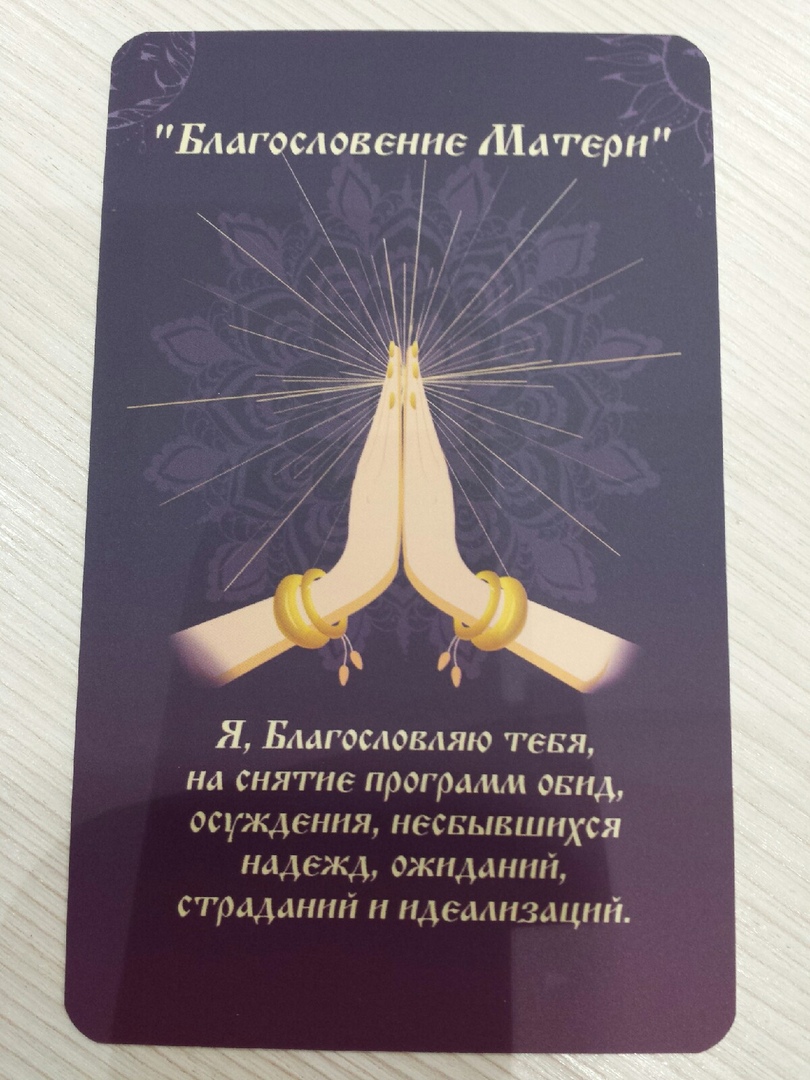 "Благословение Матери"
Я, Благословляю тебя,
на снятие программ обид,
осуждения, несбывшихся
надежд, ожиданий,
страданий и идеализаций.